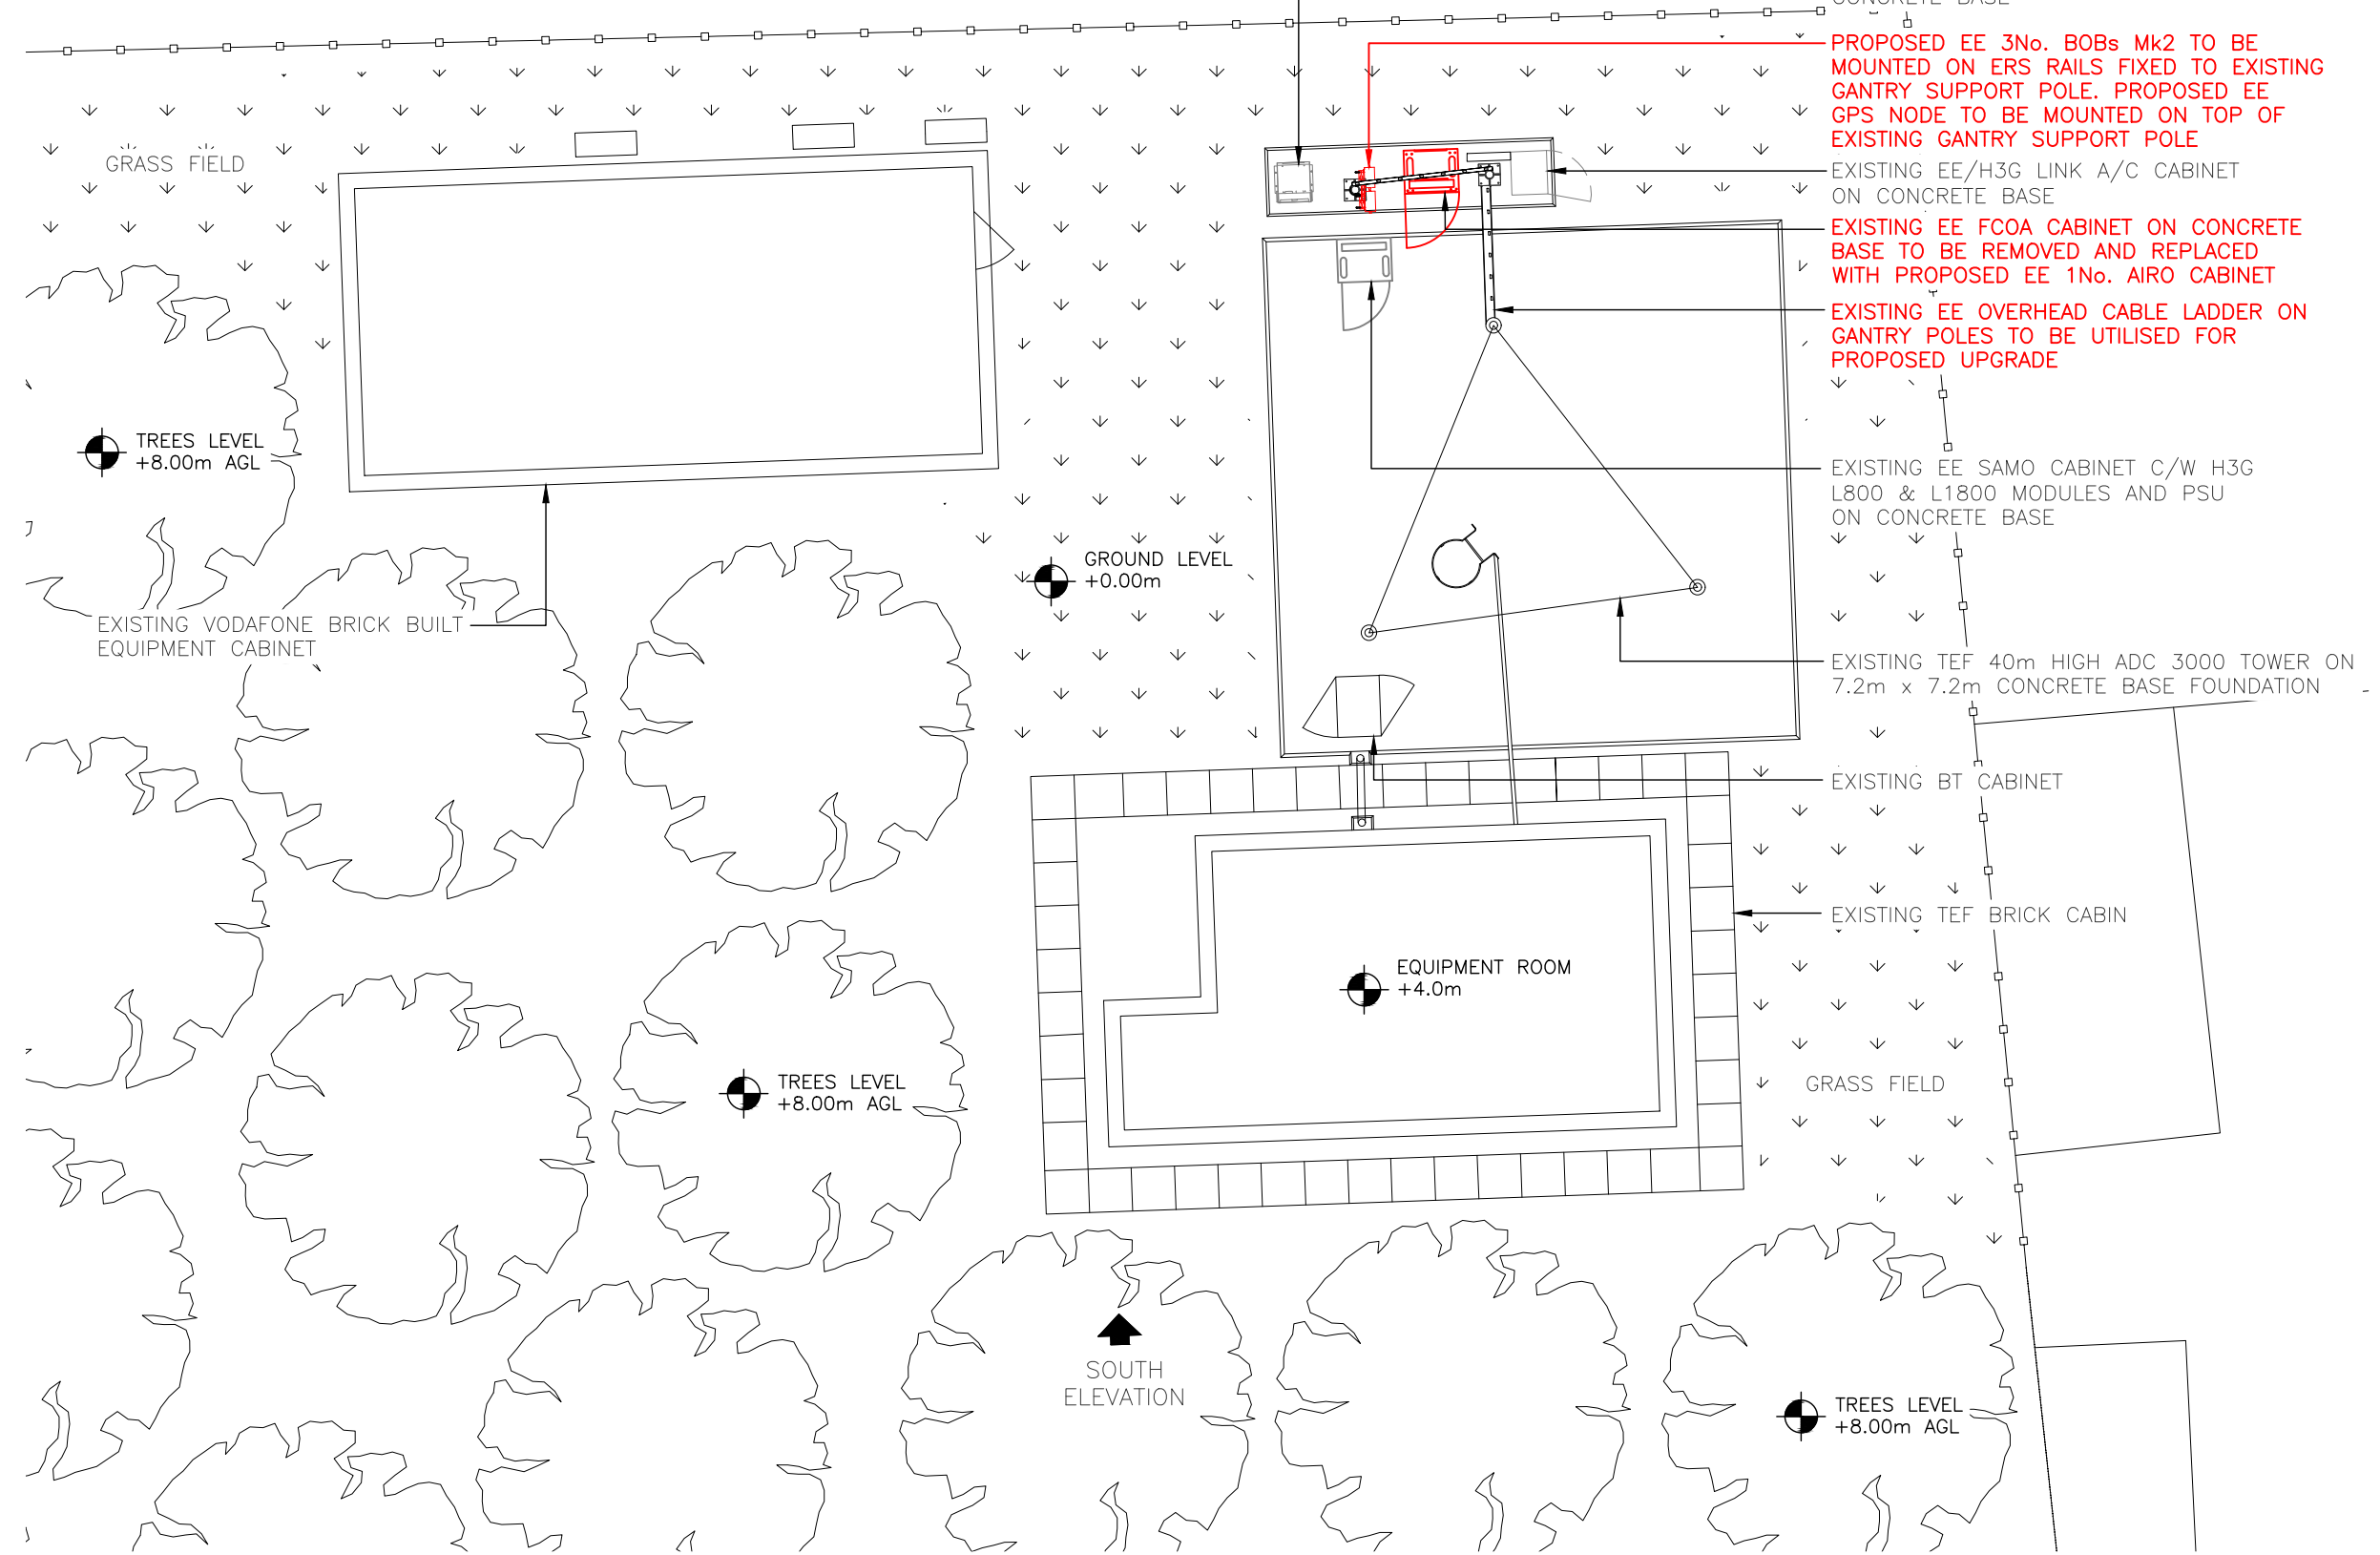 CONCRETE BASE
PROPOSED EE 3No. BOBs Mk2 TO BE
MOUNTED ON ERS RAILS FIXED TO EXISTING
GANTRY SUPPORT POLE. PROPOSED EE
GPS NODE TO BE MOUNTED ON TOP OF
EXISTING GANTRY SUPPORT POLE
EXISTING EE/H3G LINK A/C CABINET
ON CONCRETE BASE
EXISTING EE FCOA CABINET ON CONCRETE
BASE TO BE REMOVED AND REPLACED
WITH PROPOSED EE 1No. AIRO CABINET
EXISTING EE OVERHEAD CABLE LADDER ON
GANTRY POLES TO BE UTILISED FOR
PROPOSED UPGRADE
GRASS FIELD
TREES LEVEL
+8.00m AGL
EXISTING EE SAMO CABINET C/W H3G
L800 & L1800 MODULES AND PSU
ON CONCRETE BASE
GROUND LEVEL
+0.00m
EXISTING VODAFONE BRICK BUILT
EQUIPMENT CABINET
EXISTING TEF 40m HIGH ADC 3000 TOWER ON
7.2m x 7.2m CONCRETE BASE FOUNDATION
EXISTING BT CABINET
EXISTING TEF BRICK CABIN
EQUIPMENT ROOM
+4.0m
TREES LEVEL
+8.00m AGL
GRASS FIELD
SOUTH
ELEVATION
TREES LEVEL
+8.00m AGL